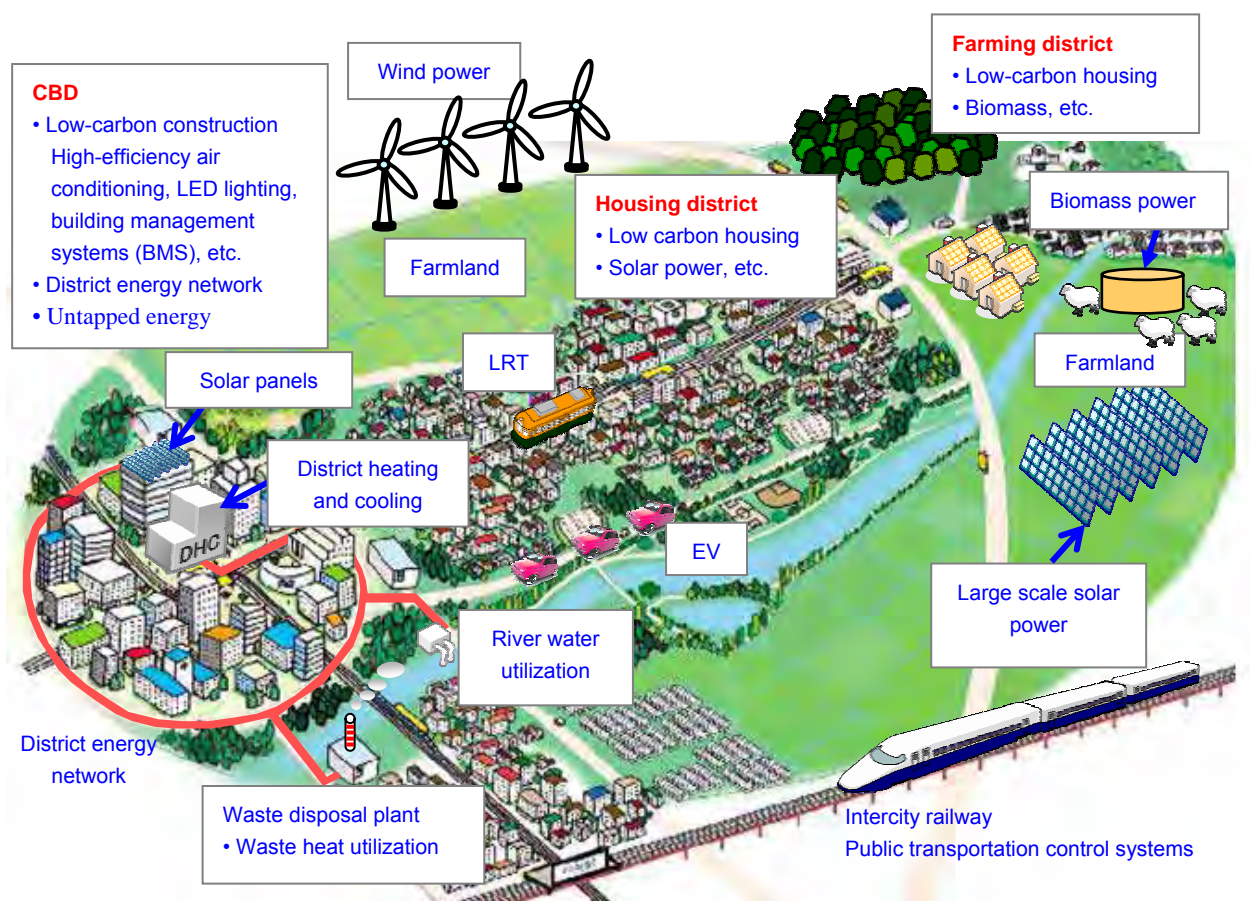 CBD
• Low-carbon construction
High-efficiency air
conditioning, LED lighting,
building management
systems (BMS), etc.
• District energy network
• Untapped energy
Wind power
Farming district
• Low-carbon housing
• Biomass, etc.
Housing district
• Low carbon housing
• Solar power, etc.
Biomass power
Farmland
LRT
Farmland
Solar panels
District heating
and cooling
DHC
EV
Large scale solar
power
River water
utilization
District energy
network
Waste disposal plant
• Waste heat utilization
Intercity railway
Public transportation control systems